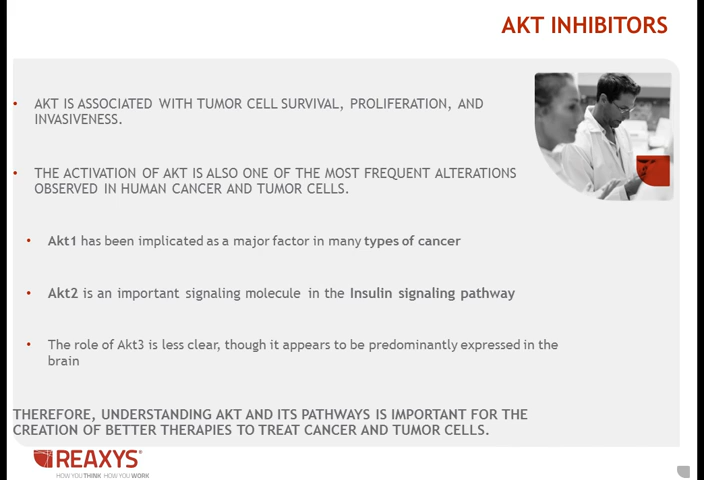 AKT INHIBITORS
• AKT IS ASSOCIATED WITH TUMOR CELL SURVIVAL, PROLIFERATION, AND
INVASIVENESS.
• THE ACTIVATION OF AKT IS ALSO ONE OF THE MOST FREQUENT ALTERATIONS
OBSERVED IN HUMAN CANCER AND TUMOR CELLS.
• Akt1 has been implicated as a major factor in many types of cancer
• Akt2 is an important signaling molecule in the Insulin signaling pathway
• The role of Akt3 is less clear, though it appears to be predominantly expressed in the
brain
THEREFORE, UNDERSTANDING AKT AND ITS PATHWAYS IS IMPORTANT FOR THE
CREATION OF BETTER THERAPIES TO TREAT CANCER AND TUMOR CELLS.
REAXYS®
HOW YOU THINK HOW YOU WORK